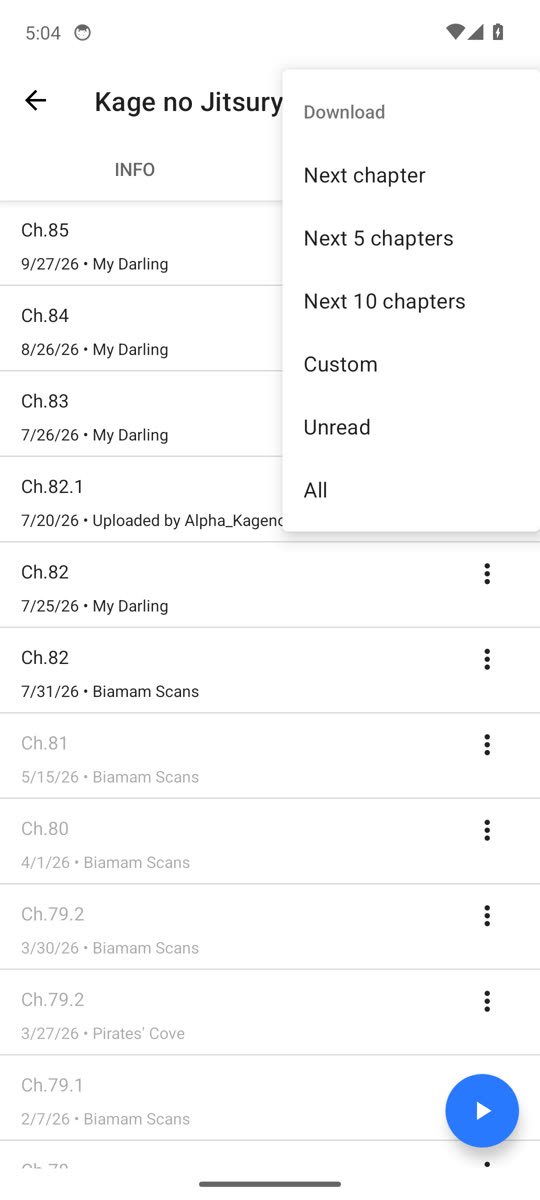 5:04
Kage no Jitsury
Download
INFO
Next chapter
Next 5 chapters
Next 10 chapters
Custom
Unread
All
Ch.85
9/27/26 • My Darling
Ch.84
8/26/26 • My Darling
Ch.83
7/26/26 • My Darling
Ch.82.1
7/20/26 • Uploaded by Alpha_Kageno
Ch.82
7/25/26 • My Darling
Ch.82
7/31/26 • Biamam Scans
Ch.81
5/15/26 • Biamam Scans
Ch.80
4/1/26 • Biamam Scans
Ch.79.2
3/30/26 • Biamam Scans
Ch.79.2
3/27/26 • Pirates' Cove
Ch.79.1
2/7/26 • Biamam Scans